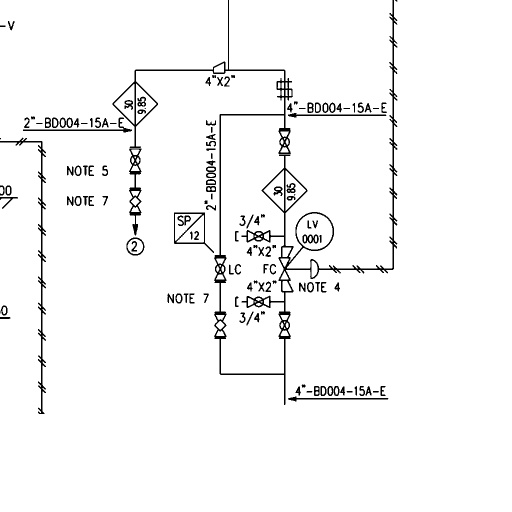 -V
4"X2"
30
9.85
2"-BD004-15A-E
4"-BD004-15A-E
2"-BD004-15A-E
NOTE 5
30
9.85
NOTE 7
00
3/4"
SP
12
LV
0001
2
4"X2"
LC
FC
4"X2"
NOTE 4
NOTE 7
3/4"
4"-BD004-15A-E